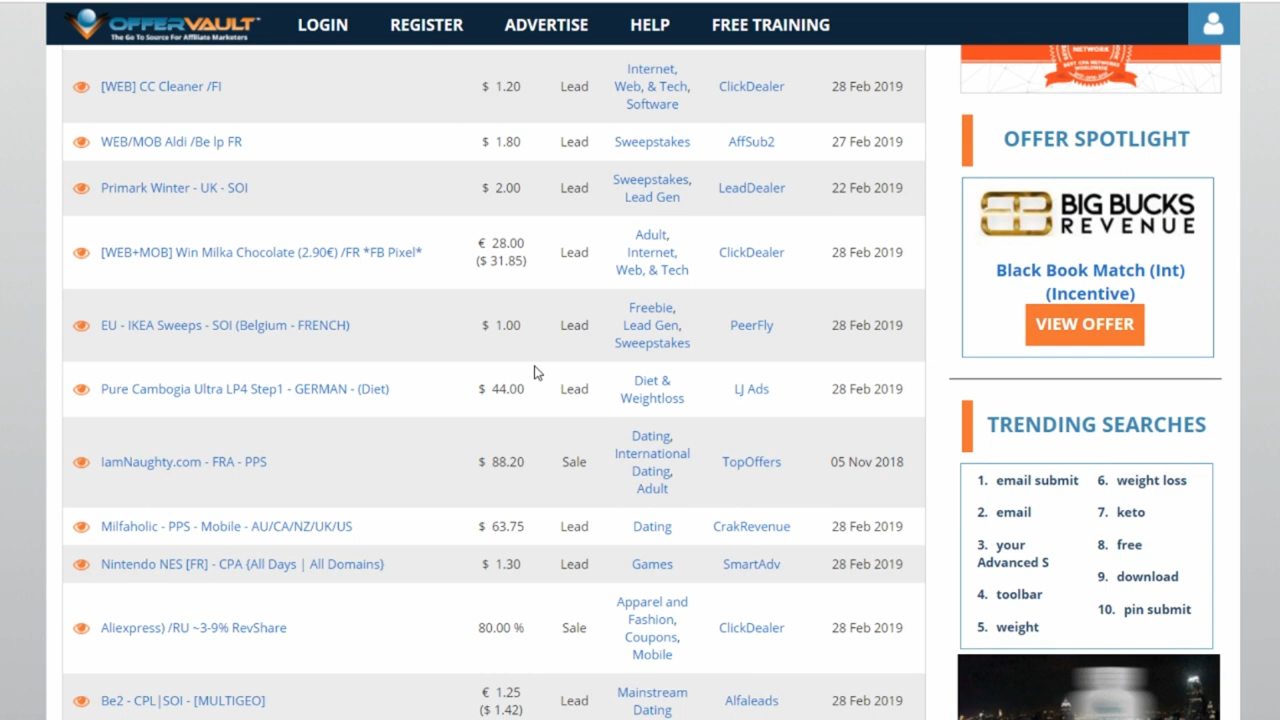 OFFERVAULT™
The Go To Source For Affiliate Marketers
LOGIN
REGISTER
ADVERTISE
HELP
FREE TRAINING
[WEB] CC Cleaner /FI
$ 1.20
Lead
Internet,
Web, & Tech,
Software
ClickDealer
28 Feb 2019
WEB/MOB Aldi /Be lp FR
$ 1.80
Lead
Sweepstakes
AffSub2
27 Feb 2019
Primark Winter - UK - SOI
$ 2.00
Lead
Sweepstakes,
Lead Gen
LeadDealer
22 Feb 2019
[WEB+MOB] Win Milka Chocolate (2.90€) /FR *FB Pixel*
€ 28.00
($ 31.85)
Lead
Adult,
Internet,
Web, & Tech
ClickDealer
28 Feb 2019
EU - IKEA Sweeps - SOI (Belgium - FRENCH)
$ 1.00
Lead
Freebie,
Lead Gen,
Sweepstakes
PeerFly
28 Feb 2019
Pure Cambogia Ultra LP4 Step1 - GERMAN - (Diet)
$ 44.00
Lead
Diet &
Weightloss
LJ Ads
28 Feb 2019
IamNaughty.com - FRA - PPS
$ 88.20
Sale
Dating,
International
Dating,
Adult
TopOffers
05 Nov 2018
Milfaholic - PPS - Mobile - AU/CA/NZ/UK/US
$ 63.75
Lead
Dating
CrakRevenue
28 Feb 2019
Nintendo NES [FR] - CPA {All Days | All Domains}
$ 1.30
Lead
Games
SmartAdv
28 Feb 2019
Aliexpress) /RU ~3-9% RevShare
80.00 %
Sale
Apparel and
Fashion,
Coupons,
Mobile
ClickDealer
28 Feb 2019
Be2 - CPL|SOI - [MULTIGEO]
€ 1.25
($ 1.42)
Lead
Mainstream
Dating
Alfaleads
28 Feb 2019
NETWORK
BEST CPA NETWORKS
WORLDWIDE
OFFER SPOTLIGHT
BIG BUCKS
REVENUE
Black Book Match (Int)
(Incentive)
VIEW OFFER
TRENDING SEARCHES
1. email submit
2. email
3. your
Advanced S
4. toolbar
5. weight
6. weight loss
7. keto
8. free
9. download
10. pin submit